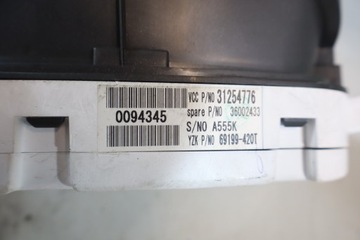 VCC P/NO 31254776
spare P/NO 36002433
0094345
S/NO A555K
YZK P/NO 69199-420T